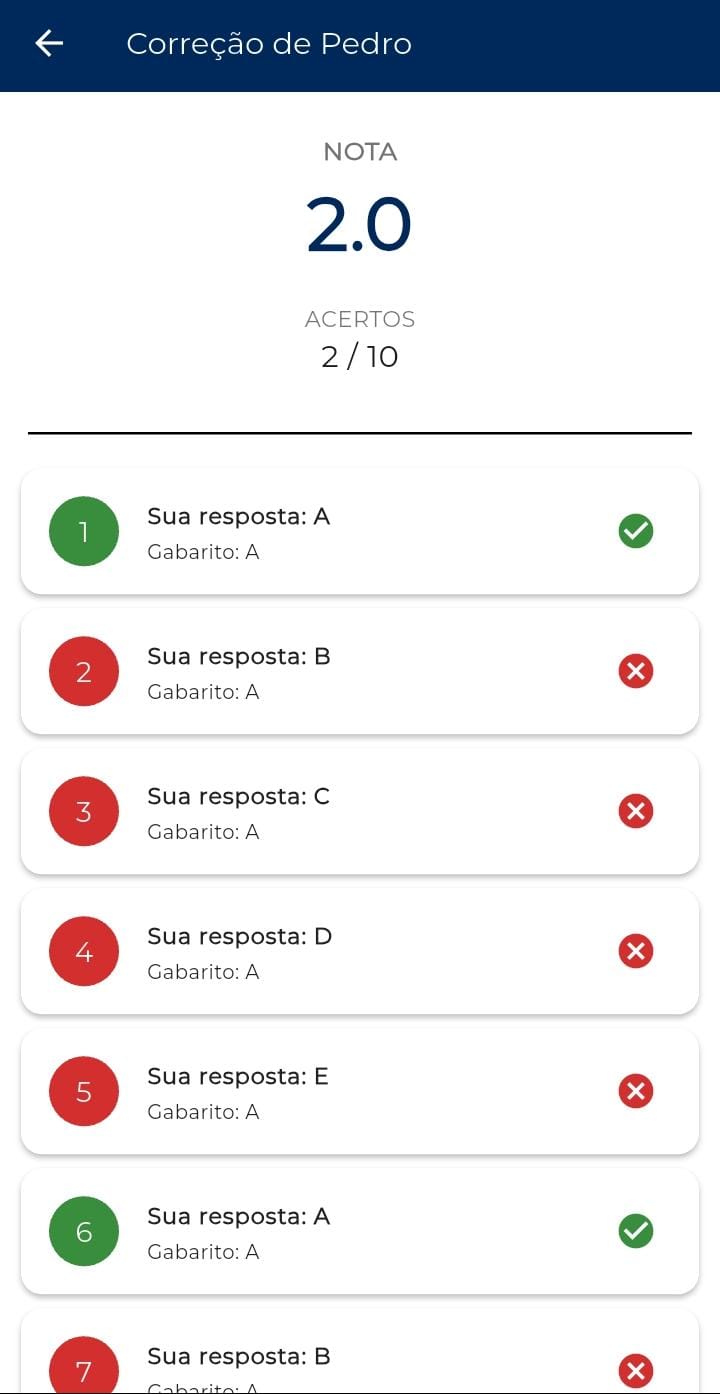 Correção de Pedro
NOTA
2.0
ACERTOS
2 / 10
1
Sua resposta: A
Gabarito: A
2
Sua resposta: B
Gabarito: A
3
Sua resposta: C
Gabarito: A
4
Sua resposta: D
Gabarito: A
5
Sua resposta: E
Gabarito: A
6
Sua resposta: A
Gabarito: A
7
Sua resposta: B
Gabarito: A